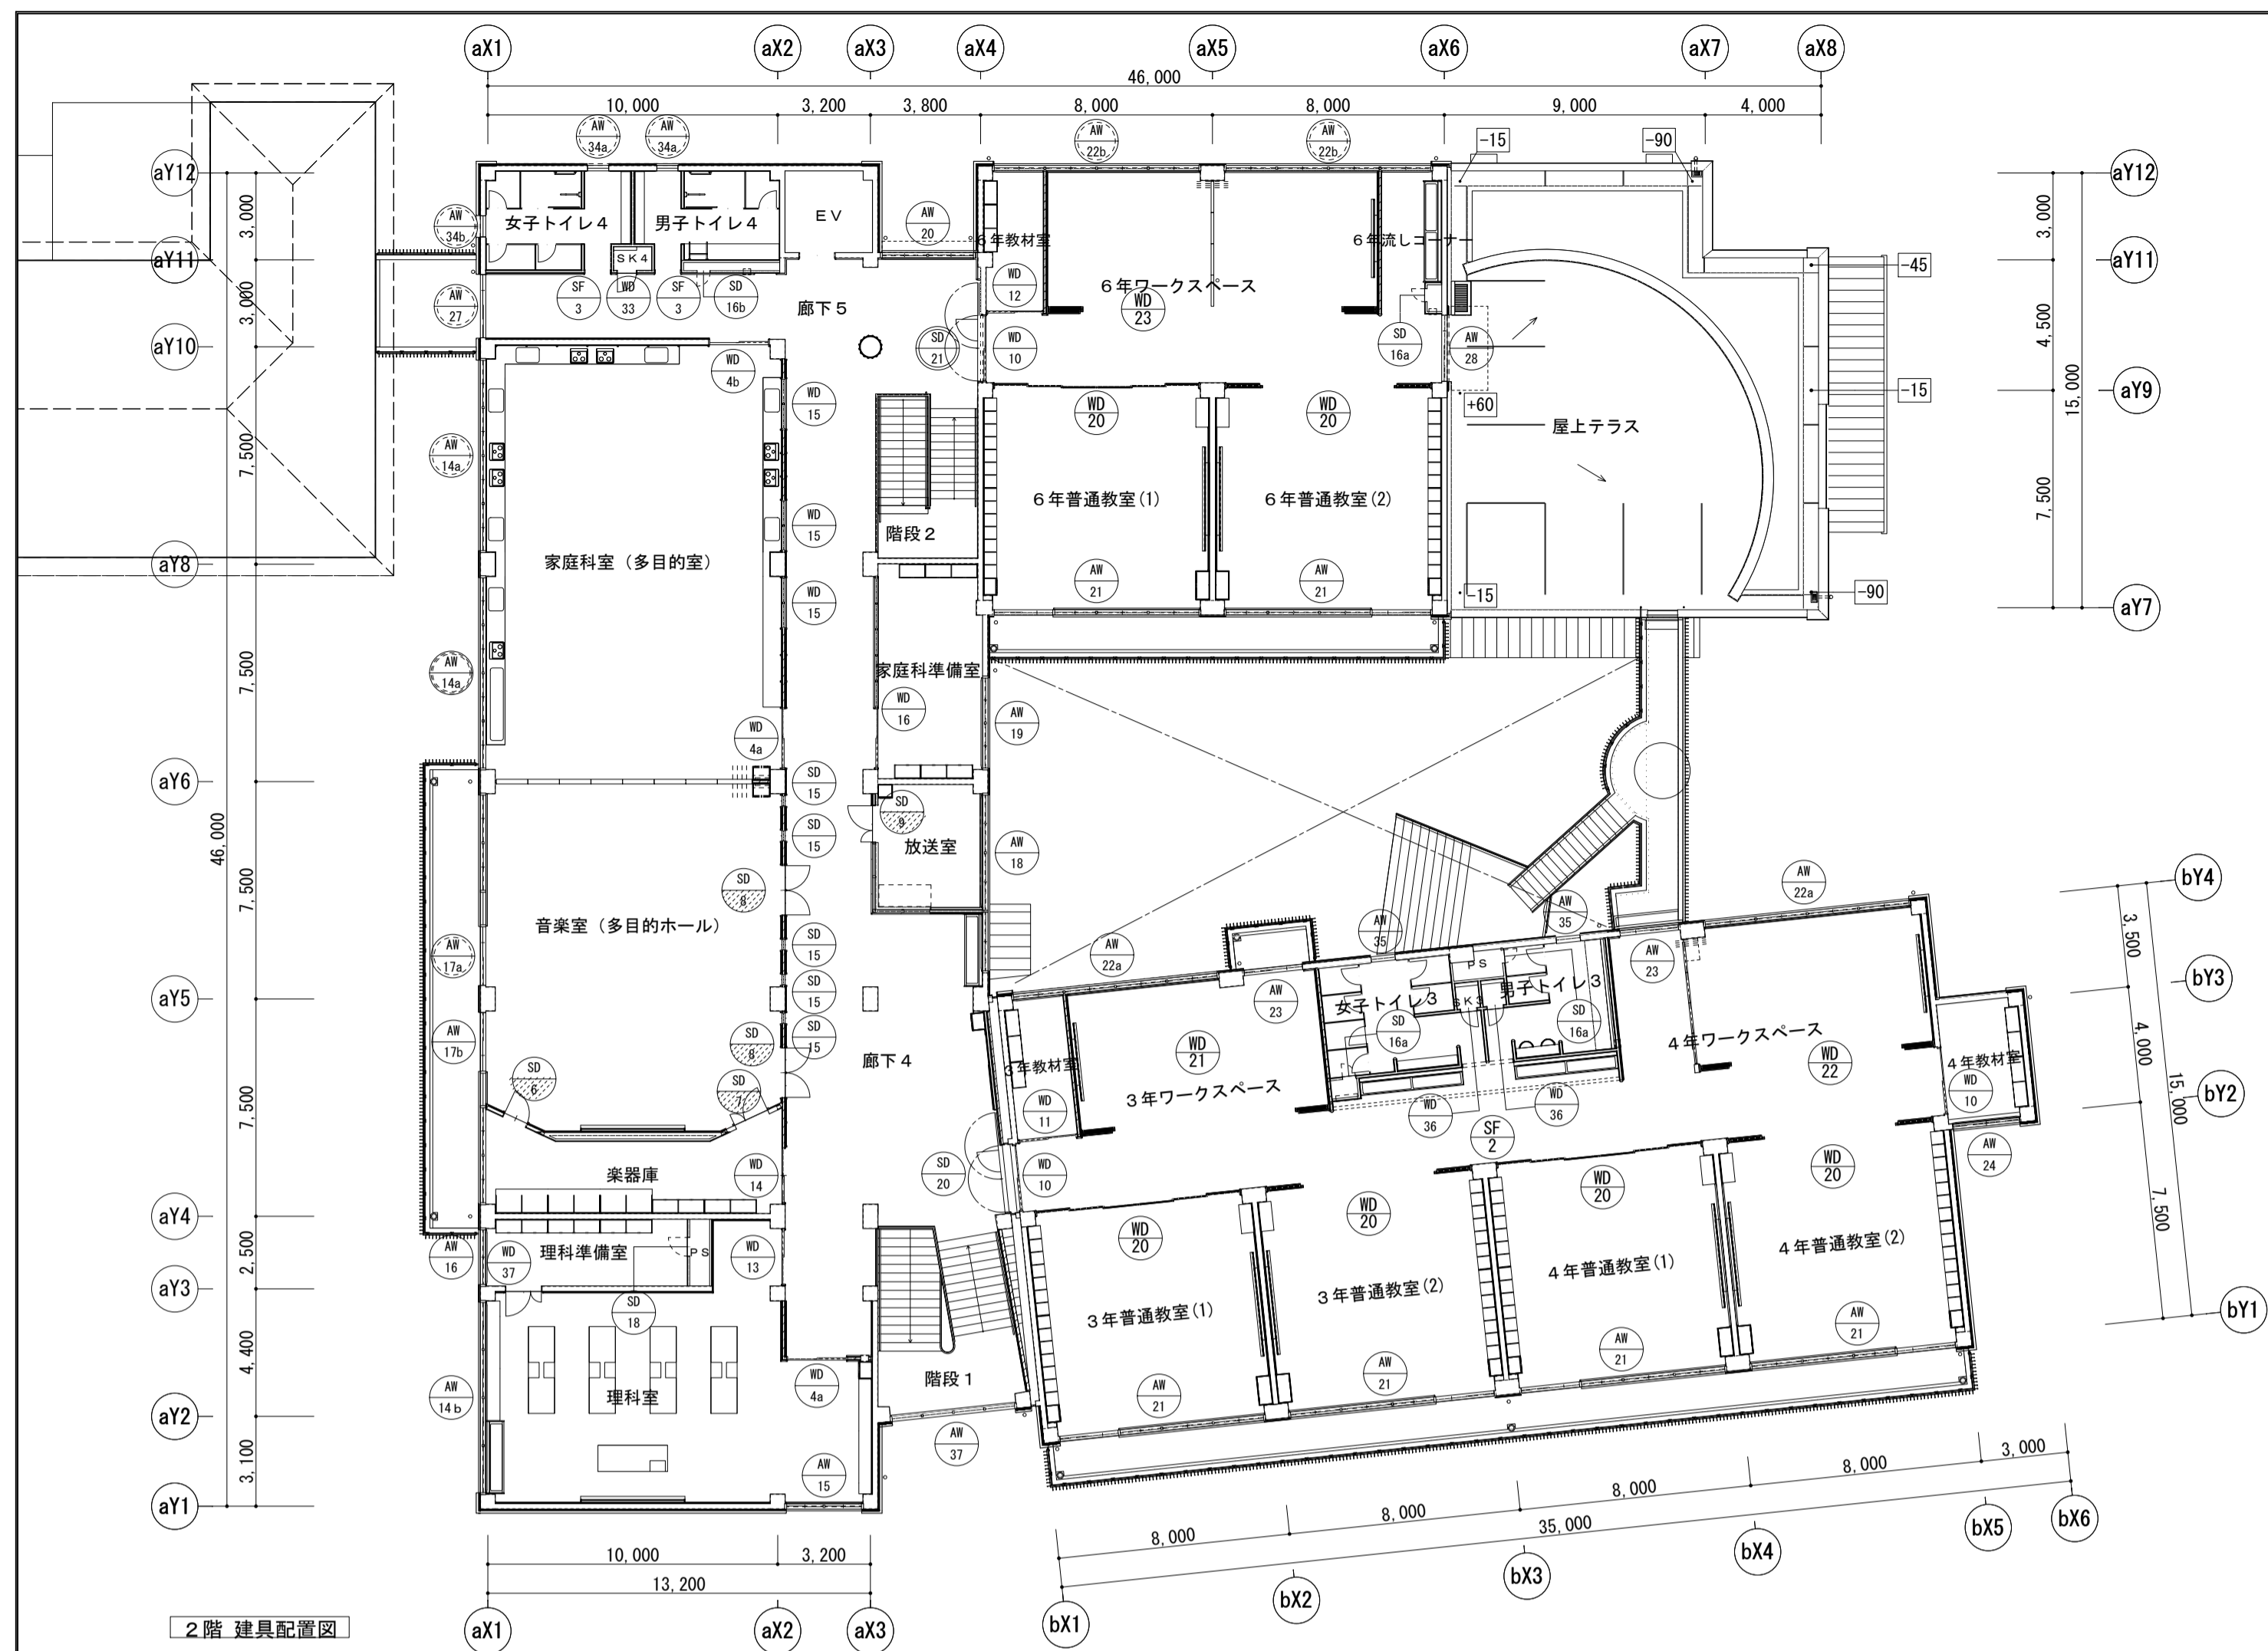 aX1 aX2 aX3 aX4 aX5 aX6 aX7 aX8
46,000
10,000 3,200 3,800 8,000 8,000 9,000 4,000
AW 34a
AW 34a
AW 22b
AW 22b
-15
-90
aY12
aY12
3,000
3,000
女子トイレ4
男子トイレ4
EV
AW 34b
AW 20
6年教材室
6年流しコーナー
SK4
aY11
aY11
-45
AW 27
SF 3
WD 33
SF 3
SD 16b
廊下5
WD 12
6年ワークスペース
WD 23
3,000
4,500
aY10
SD 21
WD 10
SD 16a
AW 28
WD 4b
WD 15
WD 20
WD 20
+60
-15
aY9
15,000
屋上テラス
AW 14a
7,500
6年普通教室(1)
6年普通教室(2)
7,500
WD 15
階段2
家庭科室（多目的室）
aY8
AW 21
AW 21
WD 15
-15
-90
aY7
AW 14a
7,500
家庭科準備室
WD 16
AW 19
WD 4a
aY6
SD 15
SD 9
SD 15
放送室
AW 18
46,000
7,500
SD 8
音楽室（多目的ホール）
AW 17a
SD 15
AW 22a
AW 35
AW 35
AW 22a
bY4
3,500
AW 23
PS
AW 23
bY3
aY5
SD 15
女子トイレ3
SK3
男子トイレ3
SD 16a
SD 16a
AW 17b
SD 8
SD 15
廊下4
3年教材室
WD 21
3年ワークスペース
4年ワークスペース
WD 22
4年教材室
WD 10
4,000
15,000
bY2
SD 6
SD 7
7,500
WD 11
WD 36
WD 36
SF 2
AW 24
楽器庫
WD 14
SD 20
WD 10
WD 20
WD 20
WD 20
WD 20
7,500
aY4
AW 16
2,500
理科準備室
WD 37
PS
WD 13
3年普通教室(1)
3年普通教室(2)
4年普通教室(1)
4年普通教室(2)
aY3
SD 18
bY1
4,400
AW 21
AW 21
AW 21
AW 21
AW 14b
理科室
WD 4a
階段1
aY2
AW 37
3,100
AW 15
aY1
8,000 8,000 8,000 8,000 3,000
35,000
10,000 3,200
13,200
bX1 bX2 bX3 bX4 bX5 bX6
aX1 aX2 aX3
2階 建具配置図